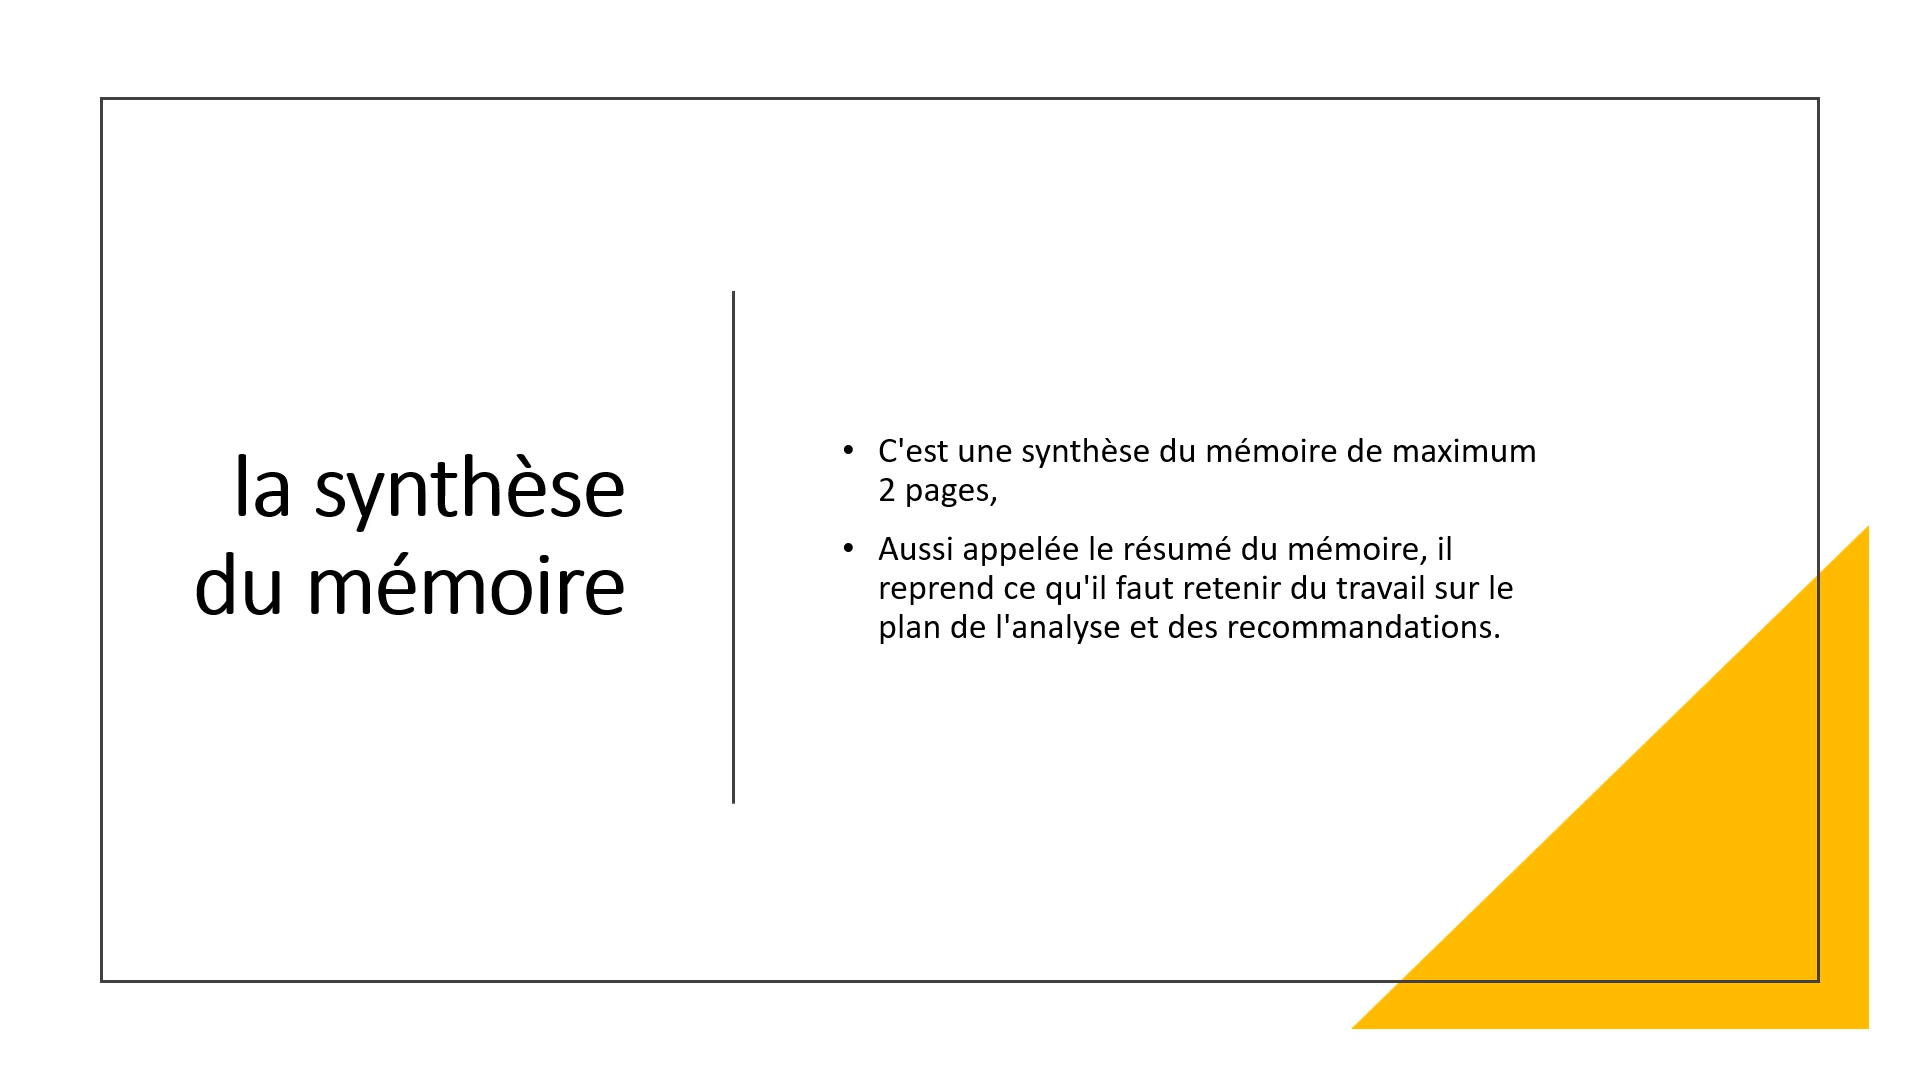 la synthèse
du mémoire
• C'est une synthèse du mémoire de maximum
2 pages,
• Aussi appelée le résumé du mémoire, il
reprend ce qu'il faut retenir du travail sur le
plan de l'analyse et des recommandations.